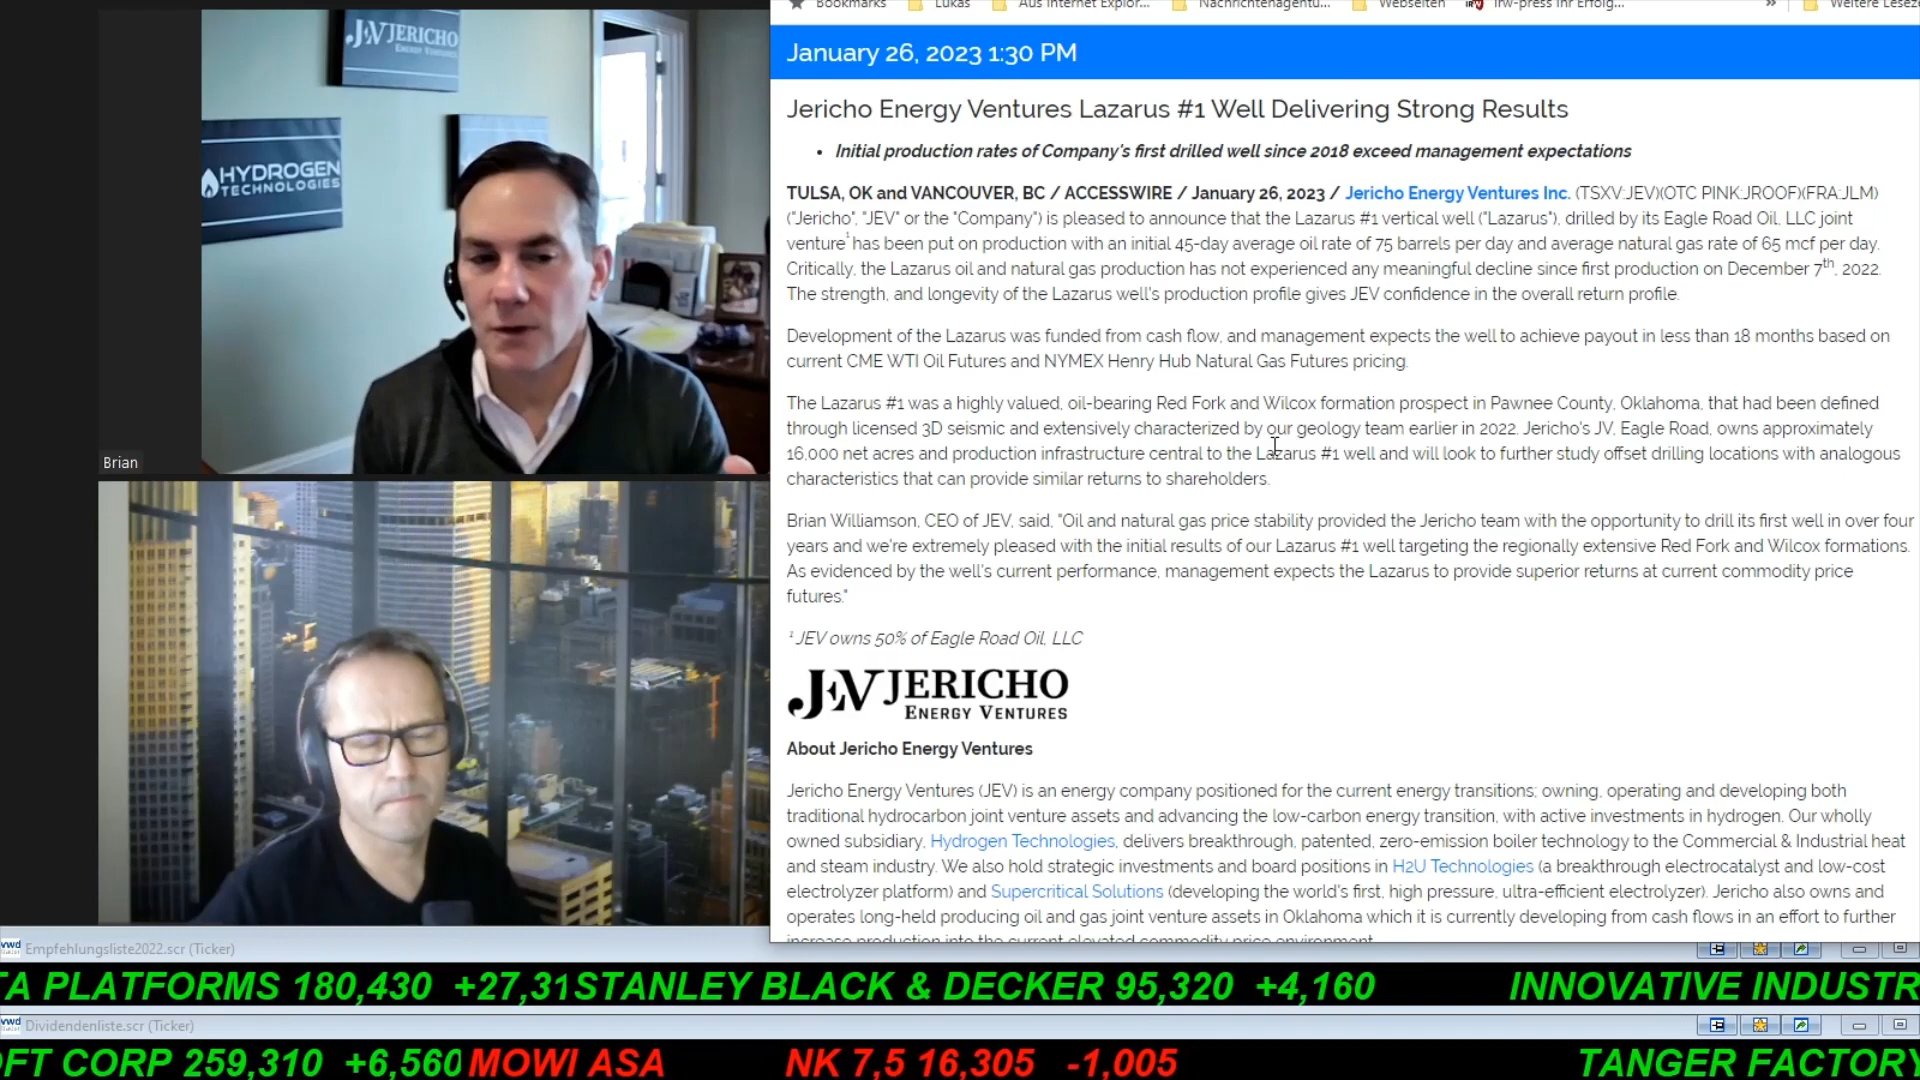 JEV JERICHO
ENERGY VENTURES
HYDROGEN
TECHNOLOGIES
Brian
Bookmarks Lukas Aus Internet Explor... Nachrichtenagentu... Webseiten irw-press Ihr Erfolg... » Weitere Leseze
January 26, 2023 1:30 PM
Jericho Energy Ventures Lazarus #1 Well Delivering Strong Results
• Initial production rates of Company's first drilled well since 2018 exceed management expectations
TULSA, OK and VANCOUVER, BC / ACCESSWIRE / January 26, 2023 / Jericho Energy Ventures Inc. (TSXV:JEV)(OTC PINK:JROOF)(FRA:JLM)
("Jericho", "JEV" or the "Company") is pleased to announce that the Lazarus #1 vertical well ("Lazarus"), drilled by its Eagle Road Oil, LLC joint
venture¹ has been put on production with an initial 45-day average oil rate of 75 barrels per day and average natural gas rate of 65 mcf per day.
Critically, the Lazarus oil and natural gas production has not experienced any meaningful decline since first production on December 7th, 2022.
The strength, and longevity of the Lazarus well's production profile gives JEV confidence in the overall return profile.
Development of the Lazarus was funded from cash flow, and management expects the well to achieve payout in less than 18 months based on
current CME WTI Oil Futures and NYMEX Henry Hub Natural Gas Futures pricing.
The Lazarus #1 was a highly valued, oil-bearing Red Fork and Wilcox formation prospect in Pawnee County, Oklahoma, that had been defined
through licensed 3D seismic and extensively characterized by our geology team earlier in 2022. Jericho's JV, Eagle Road, owns approximately
16,000 net acres and production infrastructure central to the Lazarus #1 well and will look to further study offset drilling locations with analogous
characteristics that can provide similar returns to shareholders.
Brian Williamson, CEO of JEV, said, "Oil and natural gas price stability provided the Jericho team with the opportunity to drill its first well in over four
years and we're extremely pleased with the initial results of our Lazarus #1 well targeting the regionally extensive Red Fork and Wilcox formations.
As evidenced by the well's current performance, management expects the Lazarus to provide superior returns at current commodity price
futures."
¹ JEV owns 50% of Eagle Road Oil, LLC
JEV JERICHO
ENERGY VENTURES
About Jericho Energy Ventures
Jericho Energy Ventures (JEV) is an energy company positioned for the current energy transitions; owning, operating and developing both
traditional hydrocarbon joint venture assets and advancing the low-carbon energy transition, with active investments in hydrogen. Our wholly
owned subsidiary, Hydrogen Technologies, delivers breakthrough, patented, zero-emission boiler technology to the Commercial & Industrial heat
and steam industry. We also hold strategic investments and board positions in H2U Technologies (a breakthrough electrocatalyst and low-cost
electrolyzer platform) and Supercritical Solutions (developing the world's first, high pressure, ultra-efficient electrolyzer). Jericho also owns and
operates long-held producing oil and gas joint venture assets in Oklahoma which it is currently developing from cash flows in an effort to further
increase production into the current elevated commodity price environment.
vwd Empfehlungsliste2022.scr (Ticker)
TA PLATFORMS 180,430 +27,31 STANLEY BLACK & DECKER 95,320 +4,160 INNOVATIVE INDUSTR
vwd Dividendenliste.scr (Ticker)
OFT CORP 259,310 +6,560 MOWI ASA NK 7,5 16,305 -1,005 TANGER FACTORY